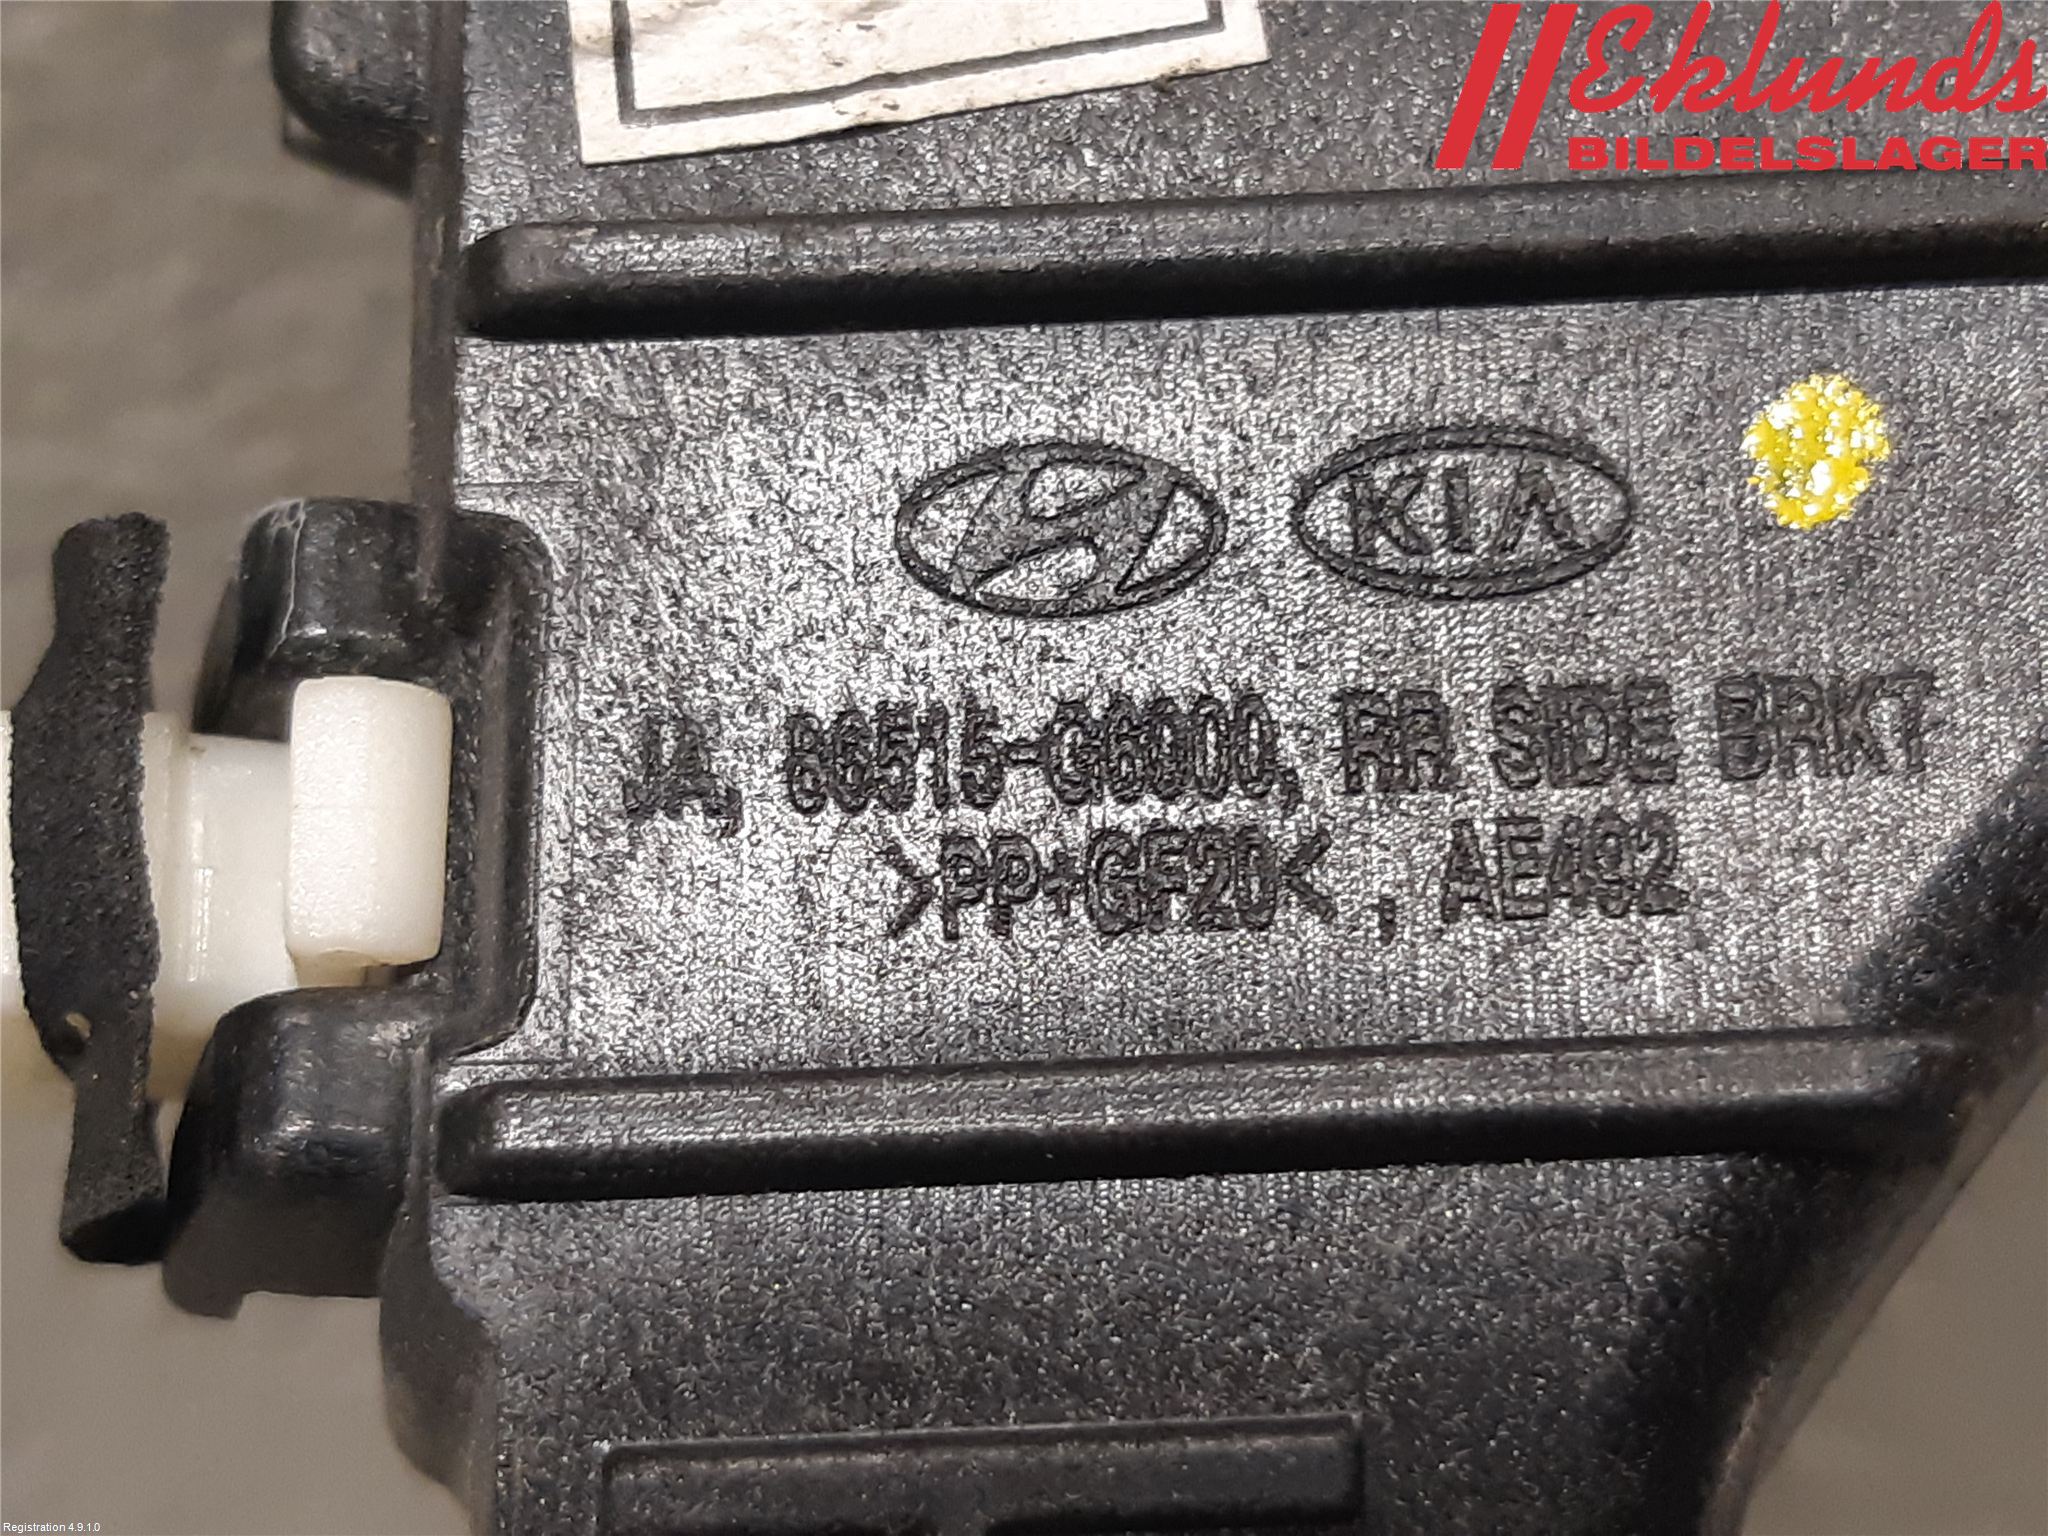 Eklunds
BILDELSLAGER
KIA
JA, 86515-G6000, RR SIDE BRKT
>PP+GF20< , AE492
Registration 4.9.1.0